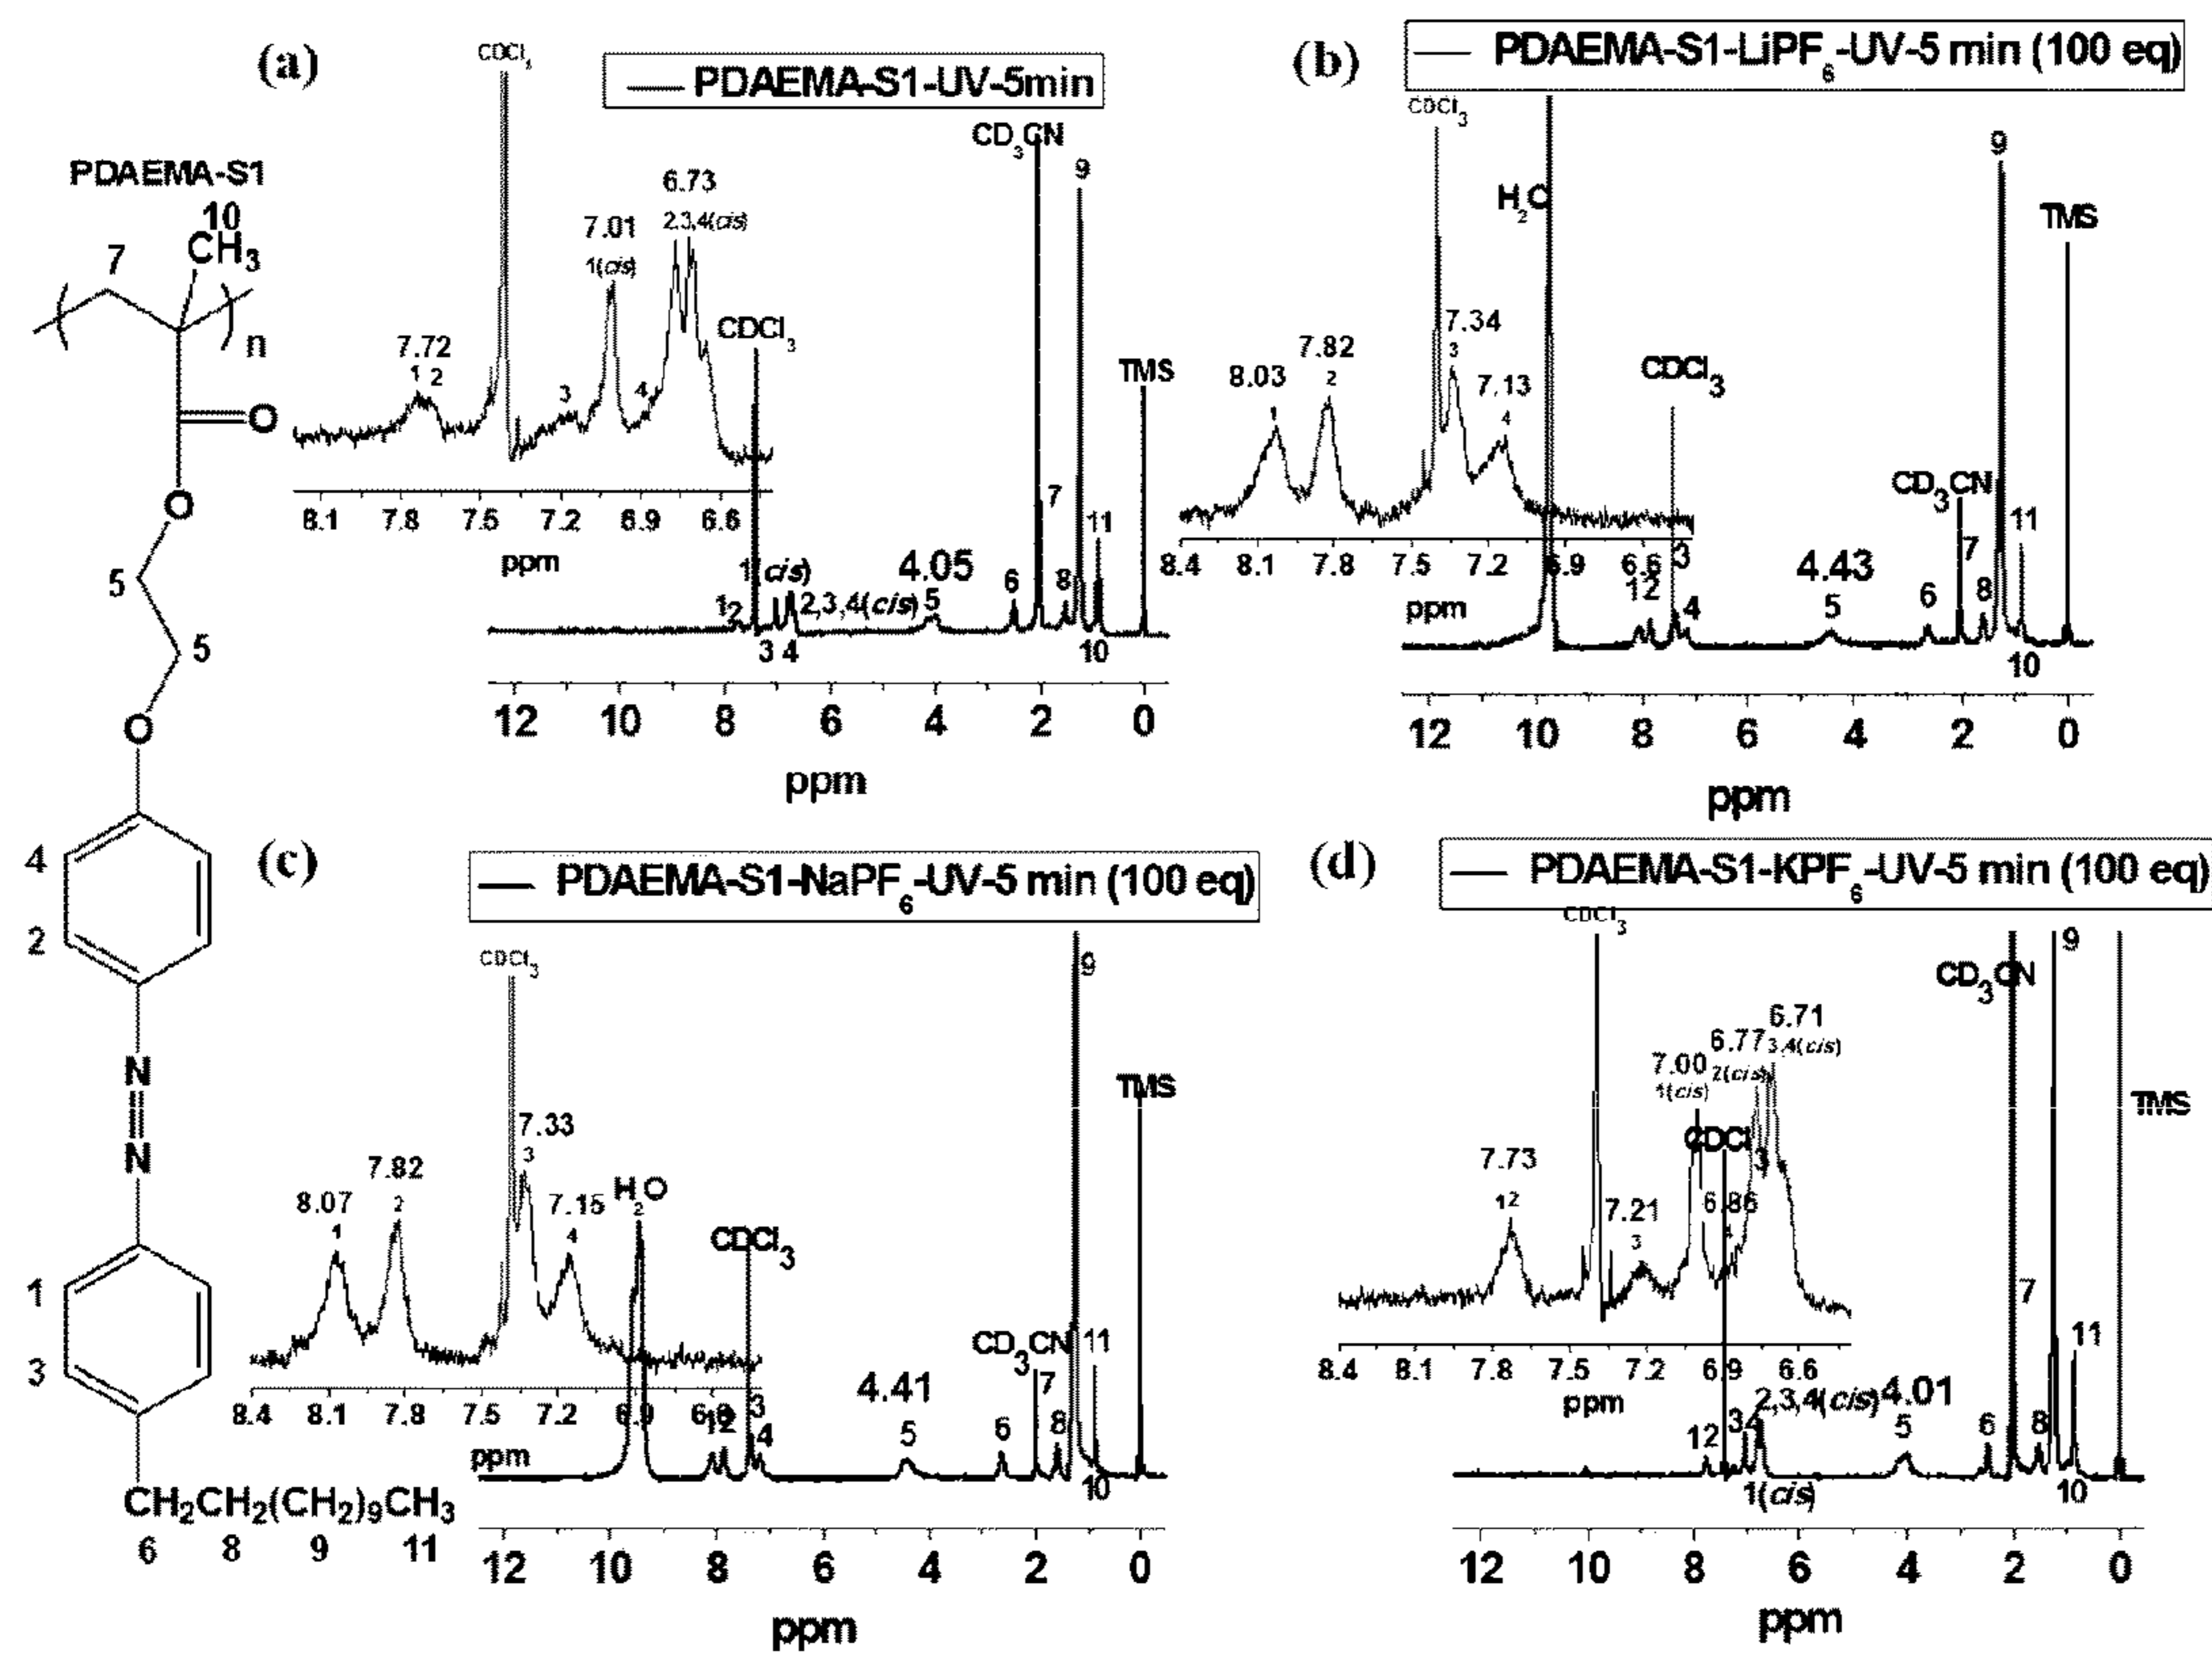 (a)
PDAEMA-S1-UV-5min
PDAEMA-S1
10
CH3
7
n
O
O
5
5
O
4
2
N
N
1
3
CH2CH2(CH2)9CH3
6 8 9 11
CDCl3
7.72
1 2
3
7.01
1(cis)
4
6.73
2,3,4(cis)
8.1 7.8 7.5 7.2 6.9 6.6
ppm
CDCl3
CD3CN
9
TMS
7
11
1(cis)
4.05
12
2,3,4(cis)
5
6
8
3 4
10
12 10 8 6 4 2 0
ppm
(b)
PDAEMA-S1-LiPF6-UV-5 min (100 eq)
CDCl3
H2O
9
TMS
8.03
1
7.82
2
7.34
3
7.13
4
CDCl3
CD3CN
8.4 8.1 7.8 7.5 7.2 6.9 6.6
ppm
12
3
4
4.43
5
6
7
8
11
10
12 10 8 6 4 2 0
ppm
(c)
PDAEMA-S1-NaPF6-UV-5 min (100 eq)
CDCl3
9
TMS
8.07
1
7.82
2
7.33
3
7.15
4
H2O
CDCl3
CD3CN
8.4 8.1 7.8 7.5 7.2 6.9
ppm
12
3
4
4.41
5
6
7
8
11
10
12 10 8 6 4 2 0
ppm
(d)
PDAEMA-S1-KPF6-UV-5 min (100 eq)
CDCl3
9
CD3CN
TMS
7.73
12
7.21
3
7.00
1(cis)
6.77
2(cis)
6.71
3,4(cis)
6.86
4
CDCl3
8.4 8.1 7.8 7.5 7.2 6.9 6.6
ppm
12
34
2,3,4(cis)
1(cis)
4.01
5
6
7
8
11
10
12 10 8 6 4 2 0
ppm